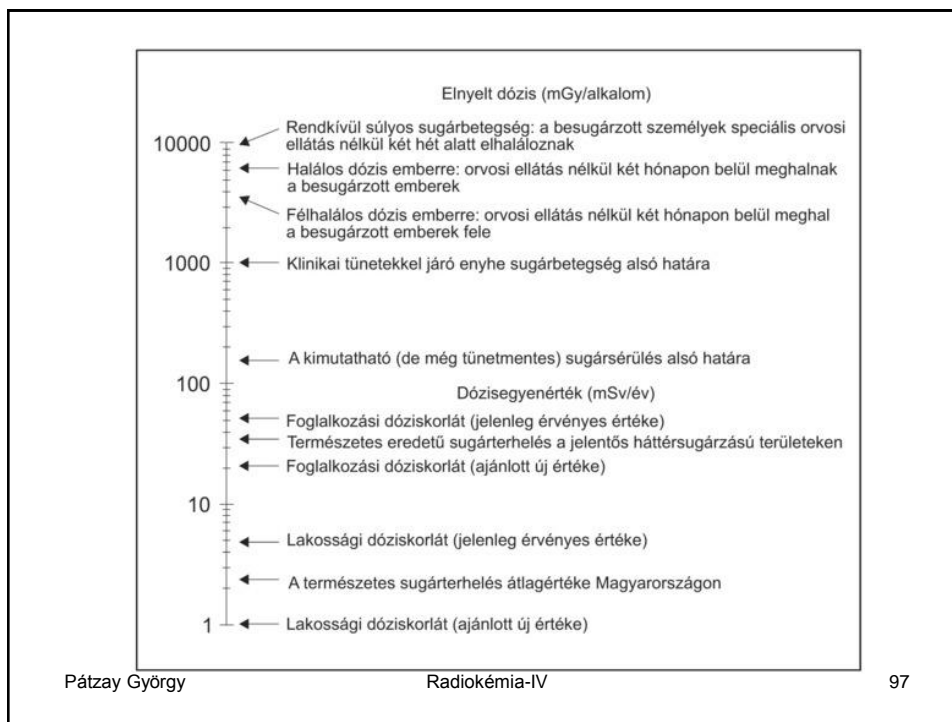 Elnyelt dózis (mGy/alkalom)
10000
Rendkívül súlyos sugárbetegség: a besugárzott személyek speciális orvosi
ellátás nélkül két hét alatt elhaláloznak
Halálos dózis emberre: orvosi ellátás nélkül két hónapon belül meghalnak
a besugárzott emberek
Félhalálos dózis emberre: orvosi ellátás nélkül két hónapon belül meghal
a besugárzott emberek fele
1000
Klinikai tünetekkel járó enyhe sugárbetegség alsó határa
A kimutatható (de még tünetmentes) sugársérülés alsó határa
100
Dózisegyenérték (mSv/év)
Foglalkozási dóziskorlát (jelenleg érvényes értéke)
Természetes eredetű sugárterhelés a jelentős háttérsugárzású területeken
Foglalkozási dóziskorlát (ajánlott új értéke)
10
Lakossági dóziskorlát (jelenleg érvényes értéke)
A természetes sugárterhelés átlagértéke Magyarországon
1
Lakossági dóziskorlát (ajánlott új értéke)
Pátzay György
Radiokémia-IV
97